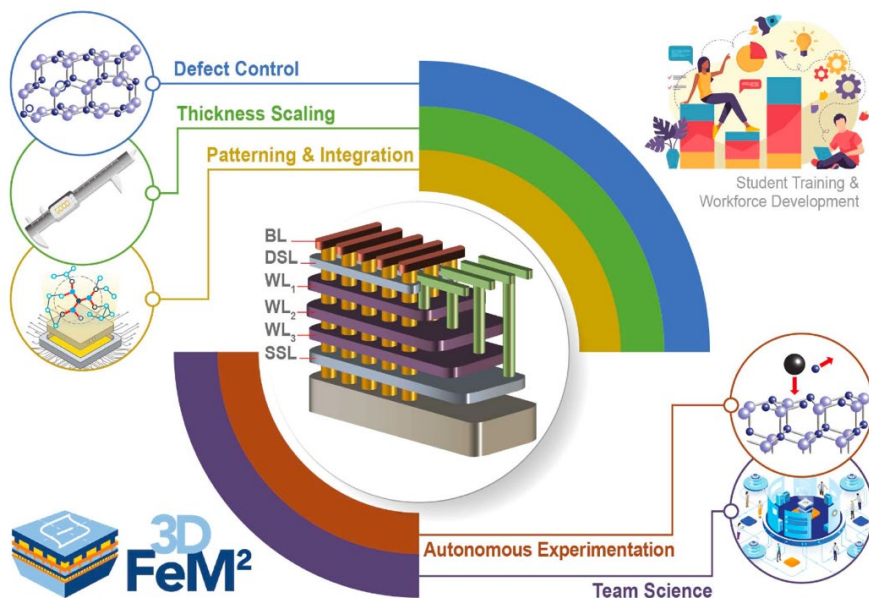 Defect Control
Thickness Scaling
Patterning & Integration
Student Training &
Workforce Development
BL
DSL
WL1
WL2
WL3
SSL
3D
FeM²
Autonomous Experimentation
Team Science